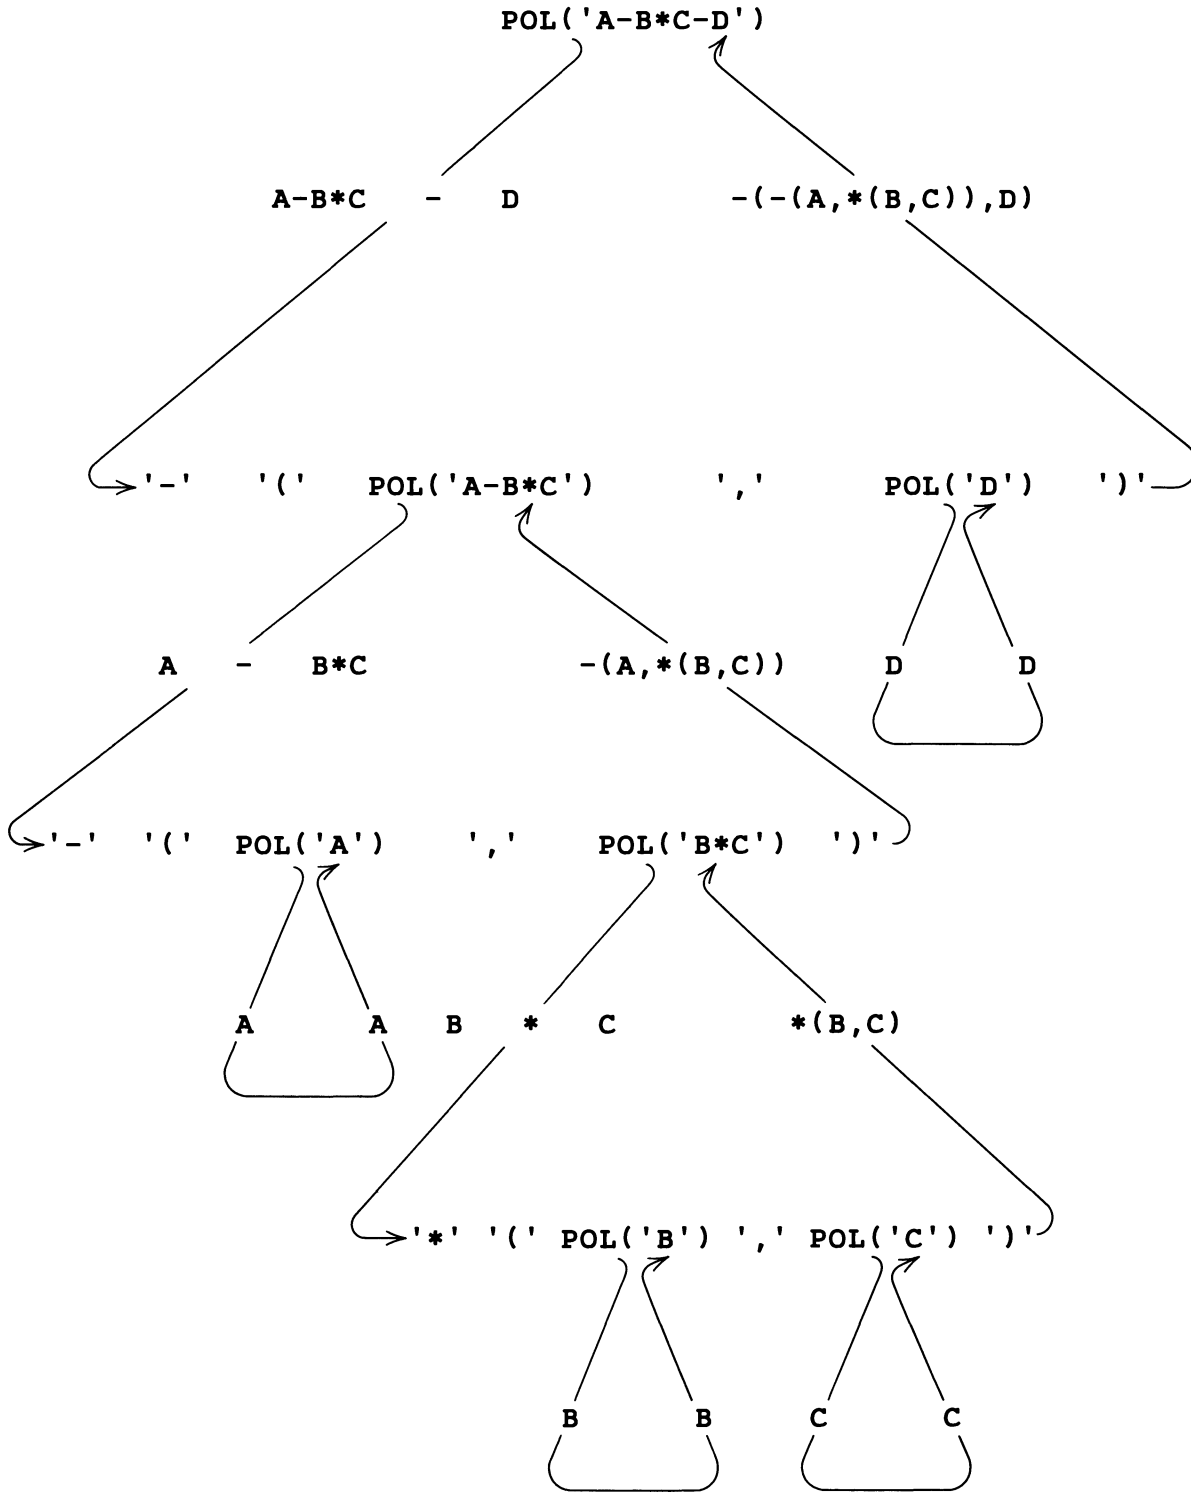 POL('A-B*C-D')
A-B*C - D -(-(A,*(B,C)),D)
'-' '(' POL('A-B*C') ',' POL('D') ')'
A - B*C -(A,*(B,C)) D D
'-' '(' POL('A') ',' POL('B*C') ')'
A A B * C *(B,C)
'*' '(' POL('B') ',' POL('C') ')'
B B C C